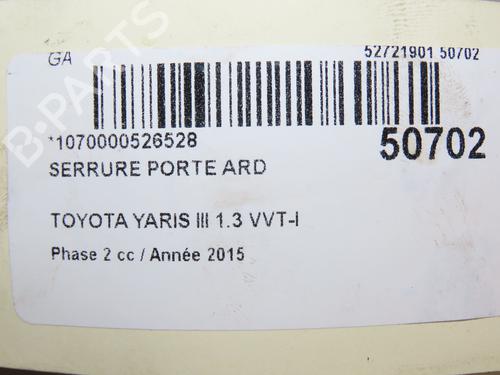 GA
52721901 50702
*1070000526528
50702
SERRURE PORTE ARD
TOYOTA YARIS III 1.3 VVT-I
Phase 2 cc / Année 2015
B-PARTS